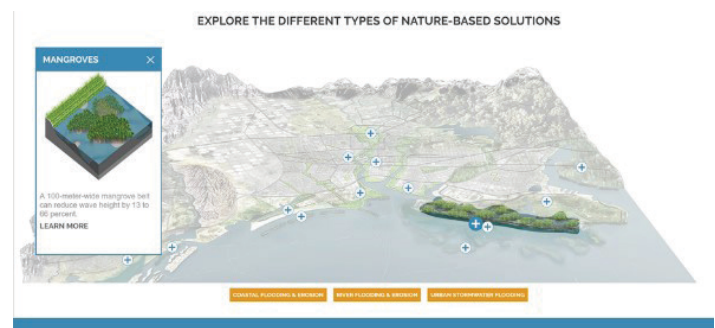 EXPLORE THE DIFFERENT TYPES OF NATURE-BASED SOLUTIONS
MANGROVES
A 100-meter-wide mangrove belt
can reduce wave height by 13 to
66 percent.
LEARN MORE
COASTAL FLOODING & EROSION
RIVER FLOODING & EROSION
URBAN STORMWATER FLOODING